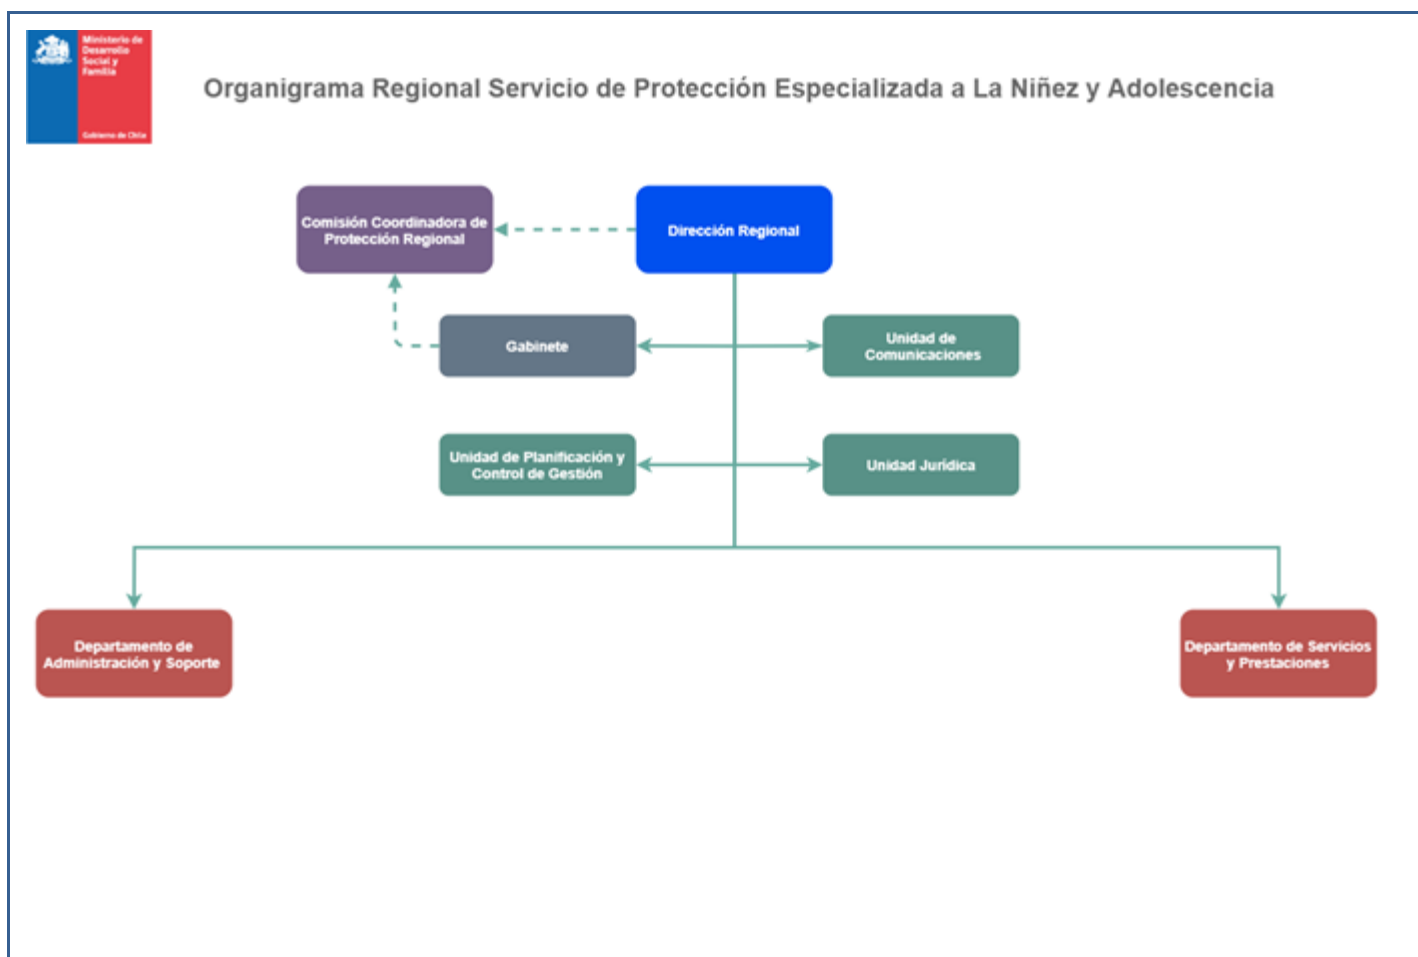 Ministerio de
Desarrollo
Social y
Familia
Gobierno de Chile
Organigrama Regional Servicio de Protección Especializada a La Niñez y Adolescencia
Comisión Coordinadora de
Protección Regional
Dirección Regional
Gabinete
Unidad de
Comunicaciones
Unidad de Planificación y
Control de Gestión
Unidad Jurídica
Departamento de
Administración y Soporte
Departamento de Servicios
y Prestaciones